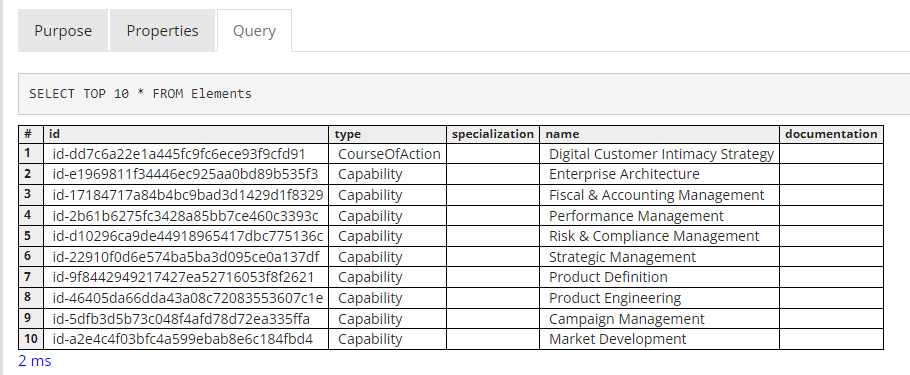 Purpose Properties Query
SELECT TOP 10 * FROM Elements
# id type specialization name documentation
1 id-dd7c6a22e1a445fc9fc6ece93f9cfd91 CourseOfAction Digital Customer Intimacy Strategy
2 id-e1969811f34446ec925aa0bd89b535f3 Capability Enterprise Architecture
3 id-17184717a84b4bc9bad3d1429d1f8329 Capability Fiscal & Accounting Management
4 id-2b61b6275fc3428a85bb7ce460c3393c Capability Performance Management
5 id-d10296ca9de44918965417dbc775136c Capability Risk & Compliance Management
6 id-22910f0d6e574ba5ba3d095ce0a137df Capability Strategic Management
7 id-9f8442949217427ea52716053f8f2621 Capability Product Definition
8 id-46405da66dda43a08c72083553607c1e Capability Product Engineering
9 id-5dfb3d5b73c048f4afd78d72ea335ffa Capability Campaign Management
10 id-a2e4c4f03bfc4a599ebab8e6c184fbd4 Capability Market Development
2 ms